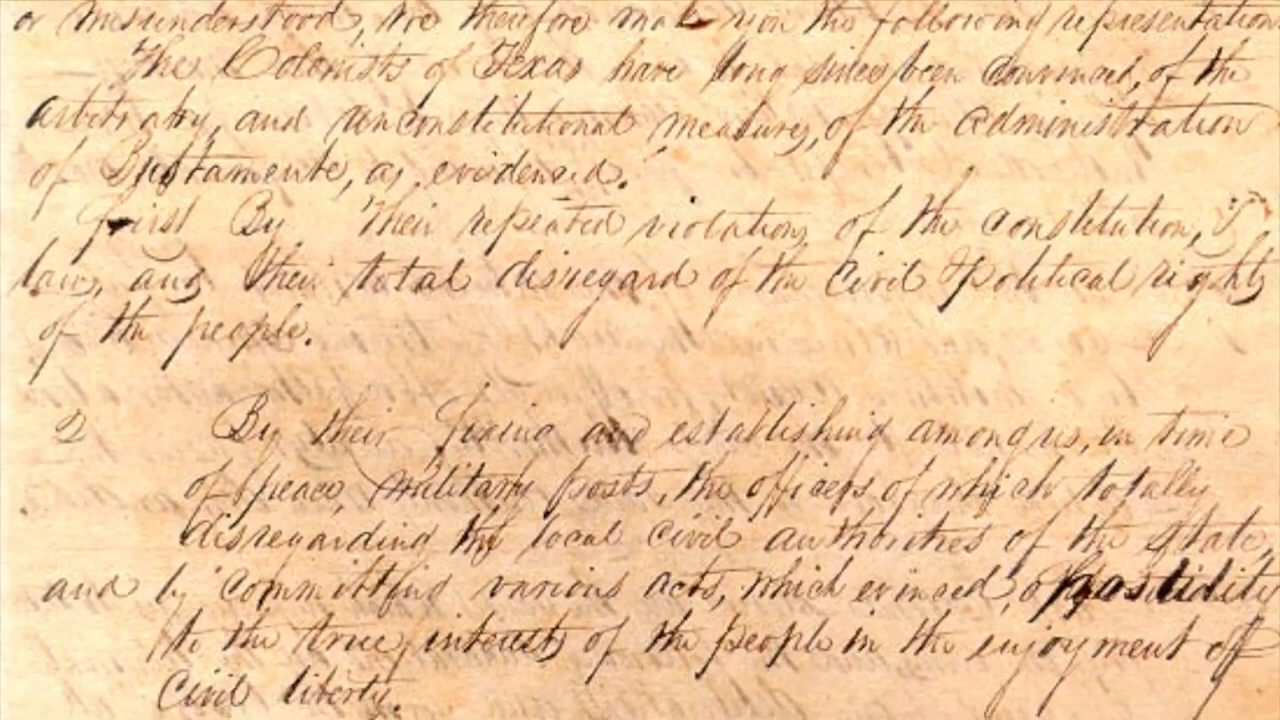 or misunderstood, we therefore make you the following representation
The Colonists of Texas have long since been convinced, of the
arbitrary, and unconstitutional measures, of the administration
of Bustamente, as evidenced.
First By Their repeated violations of the constitution, &
laws, and their total disregard of the civil & political rights
of the people.
2 By their fixing and establishing among us, in time
of peace, military posts, the officers of which totally
disregarding the local civil authorities of the State,
and by committing various acts, which evinced,
to the true interests of the people in the enjoyment of
civil liberty.